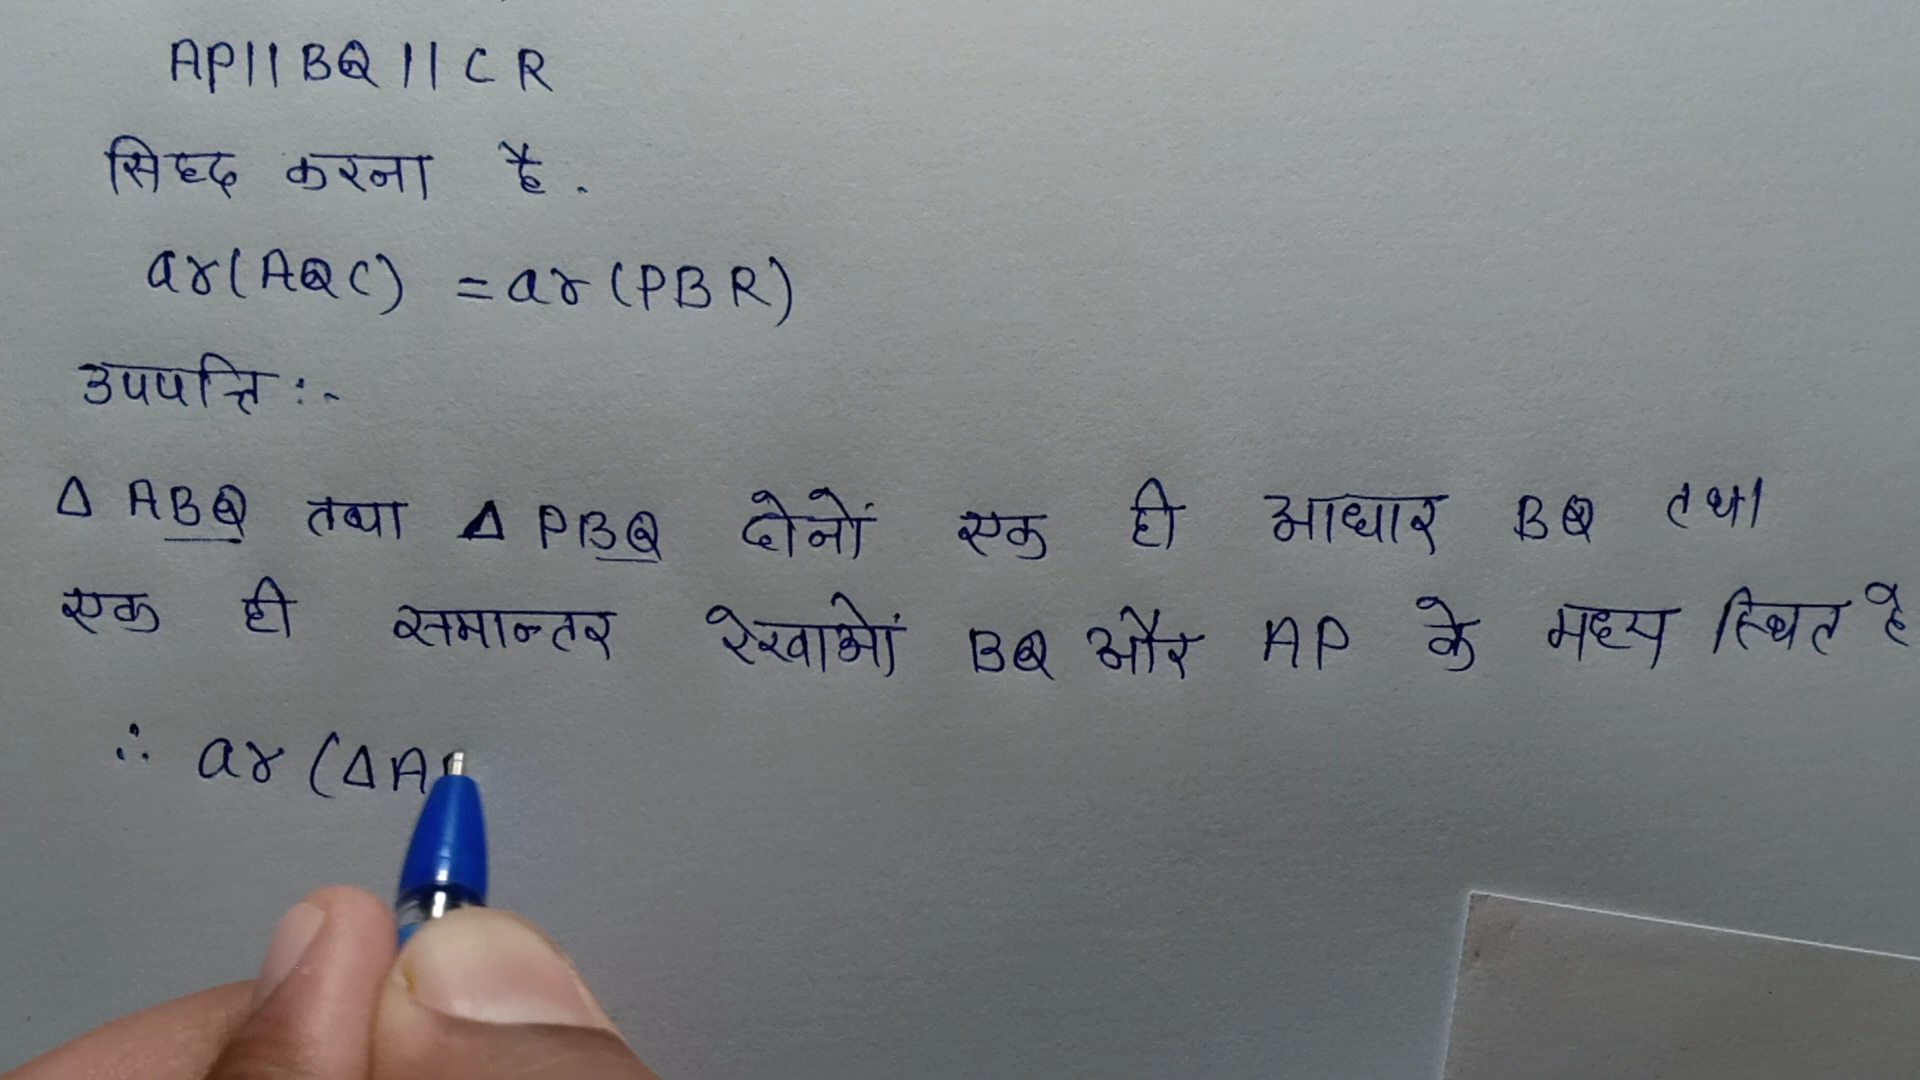 AP||BQ||CR
सिध्द करना है.
ar(AQC) = ar(PBR)
उपपत्ति :-
Δ ABQ तथा Δ PBQ दोनों एक ही आधार BQ तथा
एक ही समान्तर रेखाओं BQ और AP के मध्य स्थित है
∴ ar (ΔA